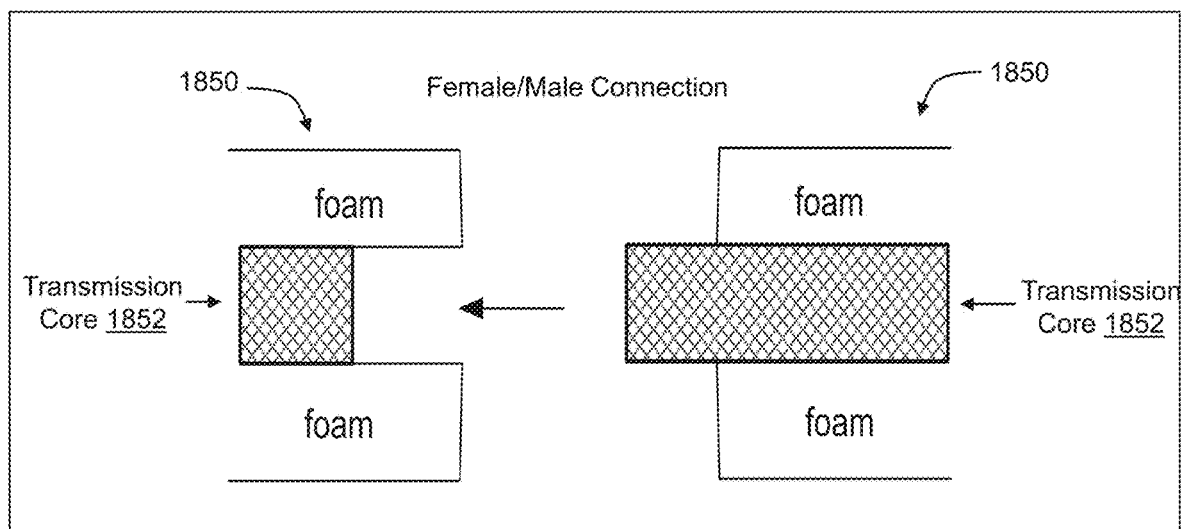 1850
Female/Male Connection
1850
foam
foam
Transmission
Core 1852
Transmission
Core 1852
foam
foam